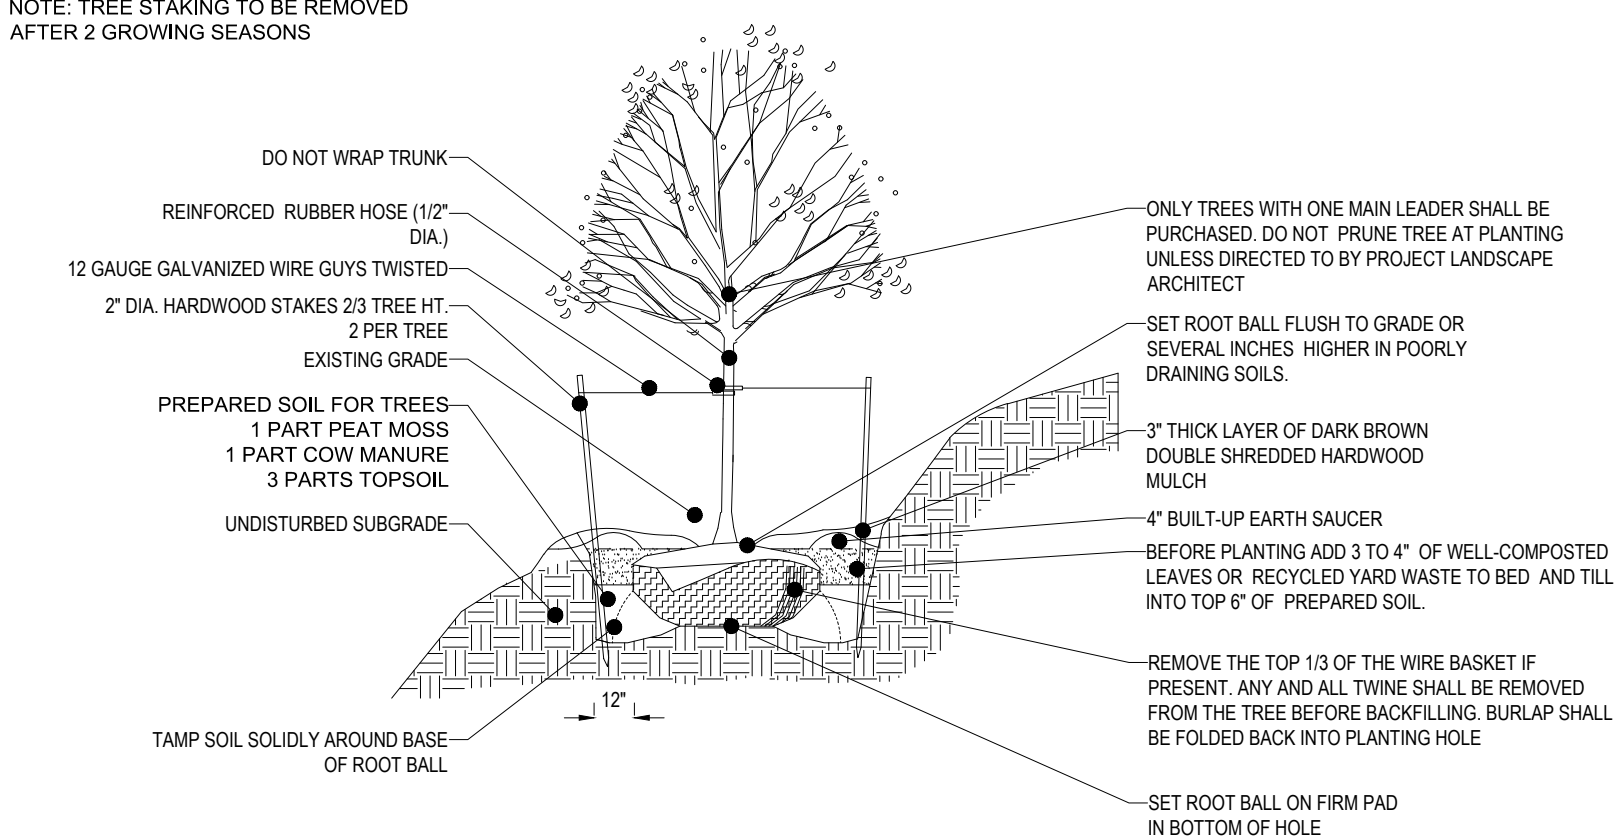 NOTE: TREE STAKING TO BE REMOVED
AFTER 2 GROWING SEASONS
DO NOT WRAP TRUNK
REINFORCED RUBBER HOSE (1/2"
DIA.)
12 GAUGE GALVANIZED WIRE GUYS TWISTED
2" DIA. HARDWOOD STAKES 2/3 TREE HT.
2 PER TREE
EXISTING GRADE
PREPARED SOIL FOR TREES
1 PART PEAT MOSS
1 PART COW MANURE
3 PARTS TOPSOIL
UNDISTURBED SUBGRADE
12"
TAMP SOIL SOLIDLY AROUND BASE
OF ROOT BALL
ONLY TREES WITH ONE MAIN LEADER SHALL BE
PURCHASED. DO NOT PRUNE TREE AT PLANTING
UNLESS DIRECTED TO BY PROJECT LANDSCAPE
ARCHITECT
SET ROOT BALL FLUSH TO GRADE OR
SEVERAL INCHES HIGHER IN POORLY
DRAINING SOILS.
3" THICK LAYER OF DARK BROWN
DOUBLE SHREDDED HARDWOOD
MULCH
4" BUILT-UP EARTH SAUCER
BEFORE PLANTING ADD 3 TO 4" OF WELL-COMPOSTED
LEAVES OR RECYCLED YARD WASTE TO BED AND TILL
INTO TOP 6" OF PREPARED SOIL.
REMOVE THE TOP 1/3 OF THE WIRE BASKET IF
PRESENT. ANY AND ALL TWINE SHALL BE REMOVED
FROM THE TREE BEFORE BACKFILLING. BURLAP SHALL
BE FOLDED BACK INTO PLANTING HOLE
SET ROOT BALL ON FIRM PAD
IN BOTTOM OF HOLE